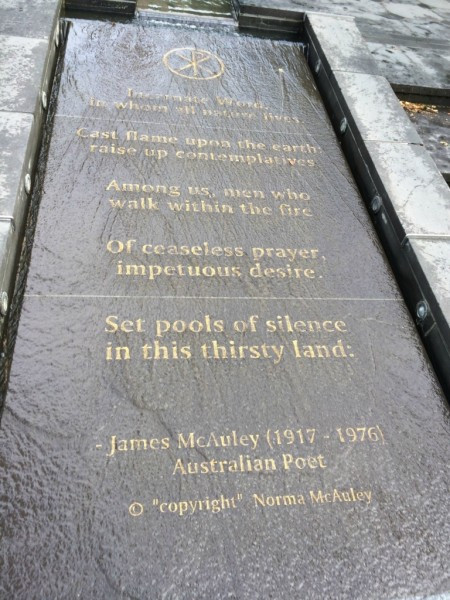 Incarnate Word,
in whom all nature lives,
Cast flame upon the earth:
raise up contemplatives
Among us, men who
walk within the fire
Of ceaseless prayer,
impetuous desire.
Set pools of silence
in this thirsty land:
- James McAuley (1917 - 1976)
Australian Poet
© "copyright" Norma McAuley